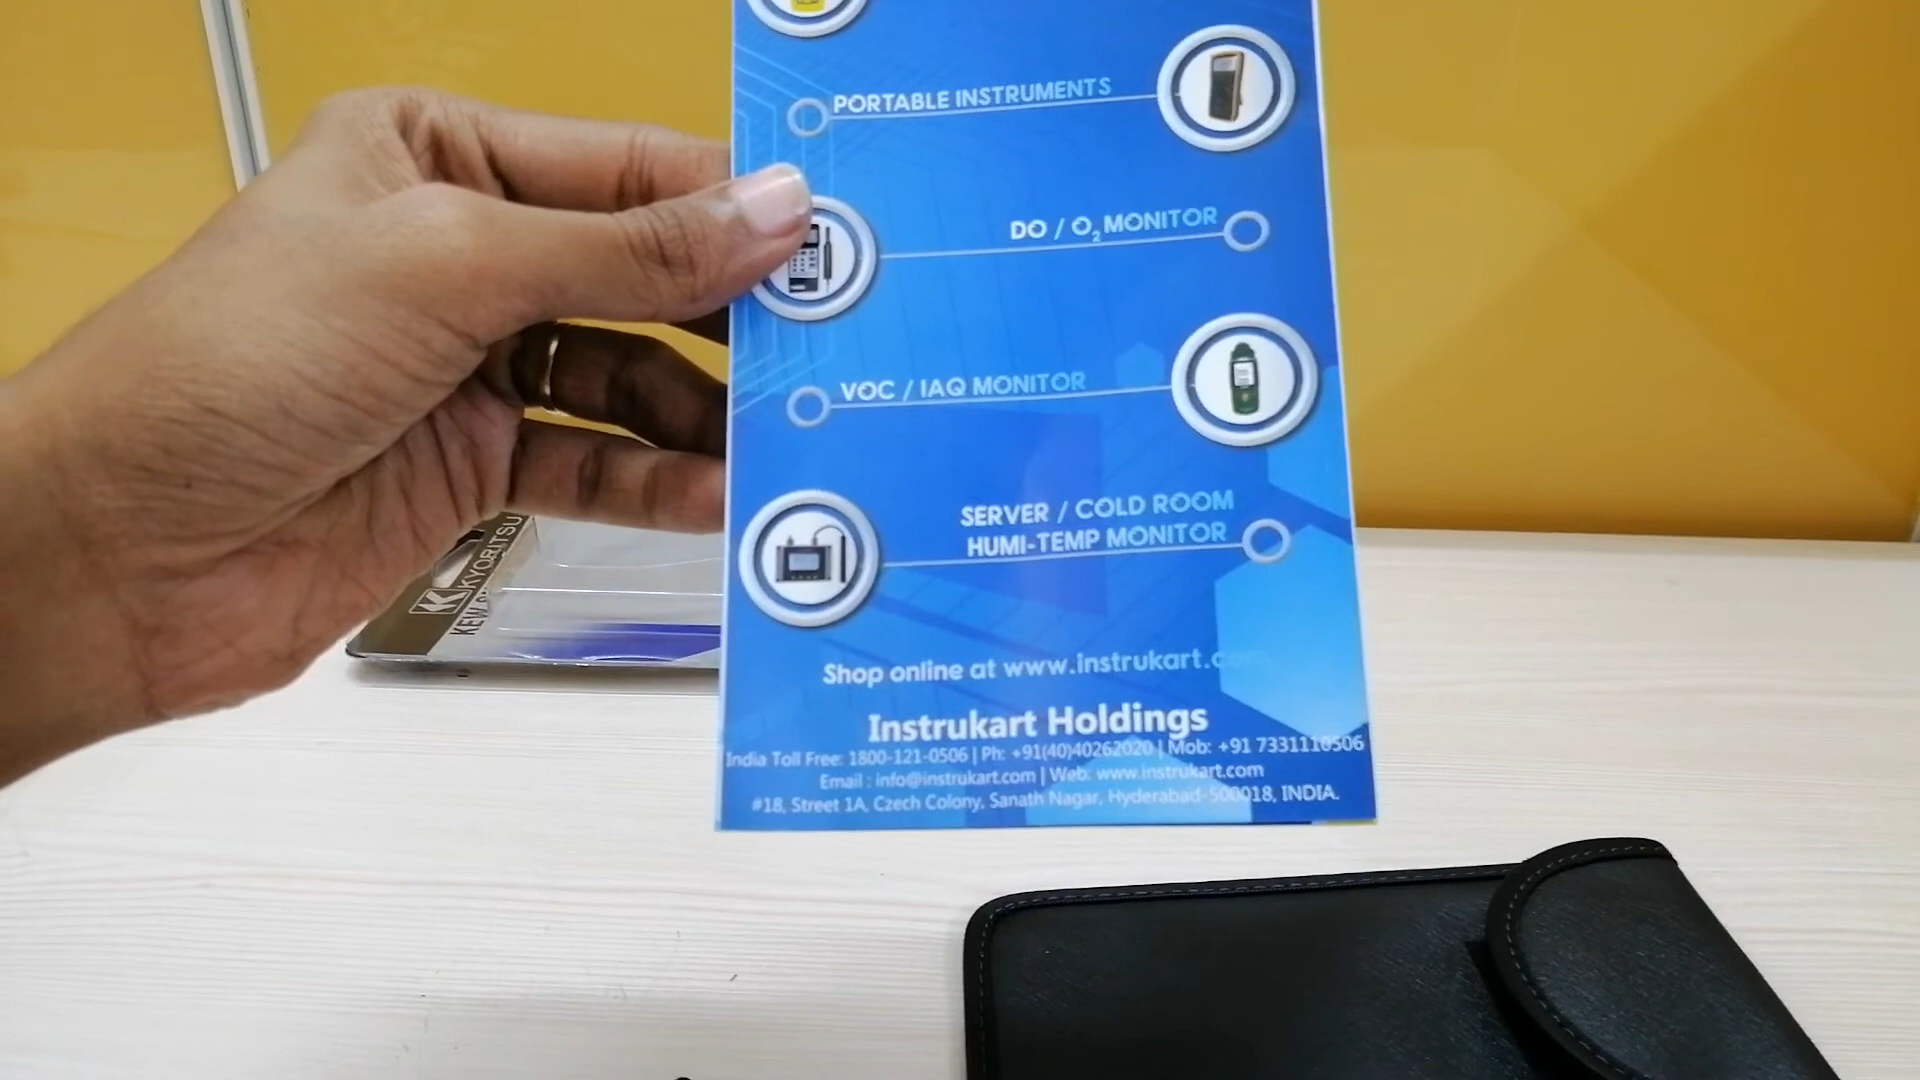 PORTABLE INSTRUMENTS
DO / O₂ MONITOR
VOC / IAQ MONITOR
SERVER / COLD ROOM
HUMI-TEMP MONITOR
Shop online at www.instrukart.com
Instrukart Holdings
India Toll Free: 1800-121-0506 | Ph: +91(40)40262020 | Mob: +91 7331110506
Email : info@instrukart.com | Web: www.instrukart.com
#18, Street 1A, Czech Colony, Sanath Nagar, Hyderabad-500018, INDIA.
KYORITSU
KEW